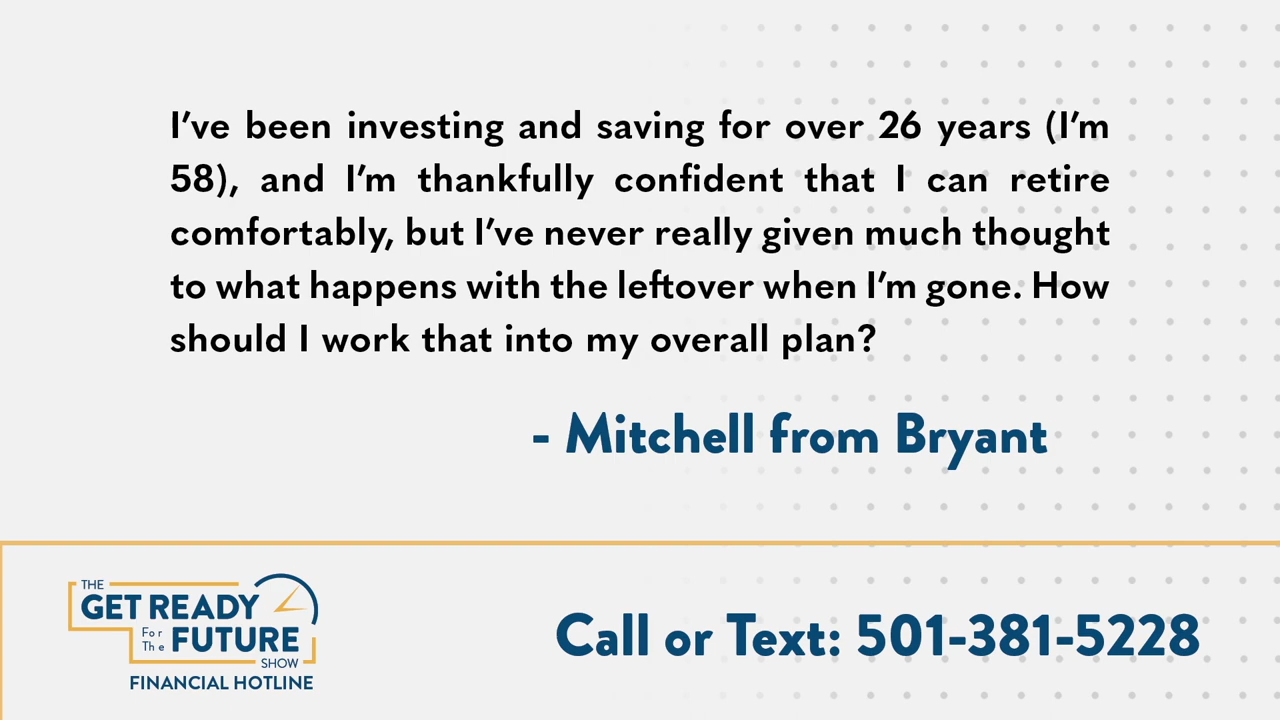 I’ve been investing and saving for over 26 years (I’m
58), and I’m thankfully confident that I can retire
comfortably, but I’ve never really given much thought
to what happens with the leftover when I’m gone. How
should I work that into my overall plan?
- Mitchell from Bryant
THE
GET READY
For
The FUTURE
SHOW
FINANCIAL HOTLINE
Call or Text: 501-381-5228